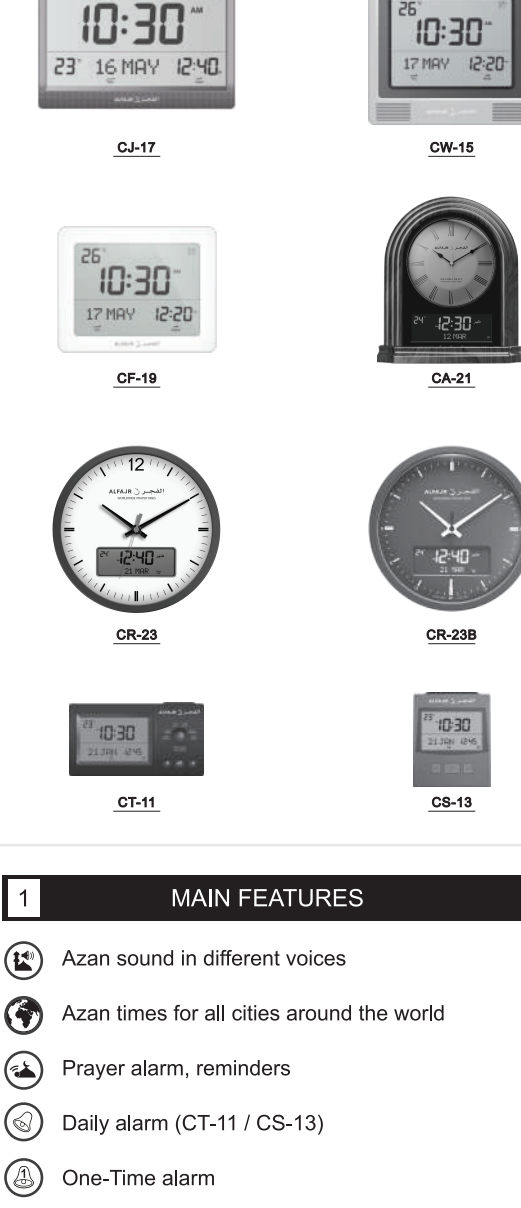 10:30 AM
23° 16 MAY 12:40
CJ-17
26°
10:30
17 MAY 12:20
CW-15
26°
10:30
17 MAY 12:20
CF-19
24° 12:30
12 MAR
CA-21
12
ALFAJR الفجر
24 12:40
21 MAR
CR-23
ALFAJR الفجر
24 12:40
21 MAR
CR-23B
23° 10:30
21 JAN 12:45
CT-11
23° 10:30
21 JAN 12:45
CS-13
1 MAIN FEATURES
Azan sound in different voices
Azan times for all cities around the world
Prayer alarm, reminders
Daily alarm (CT-11 / CS-13)
1 One-Time alarm